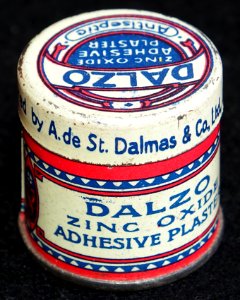 Antiseptic
PLASTER
ADHESIVE
ZINC OXIDE
DALZO
by A. de St. Dalmas & Co. Ltd.
DALZO
ZINC OXIDE
ADHESIVE PLASTER